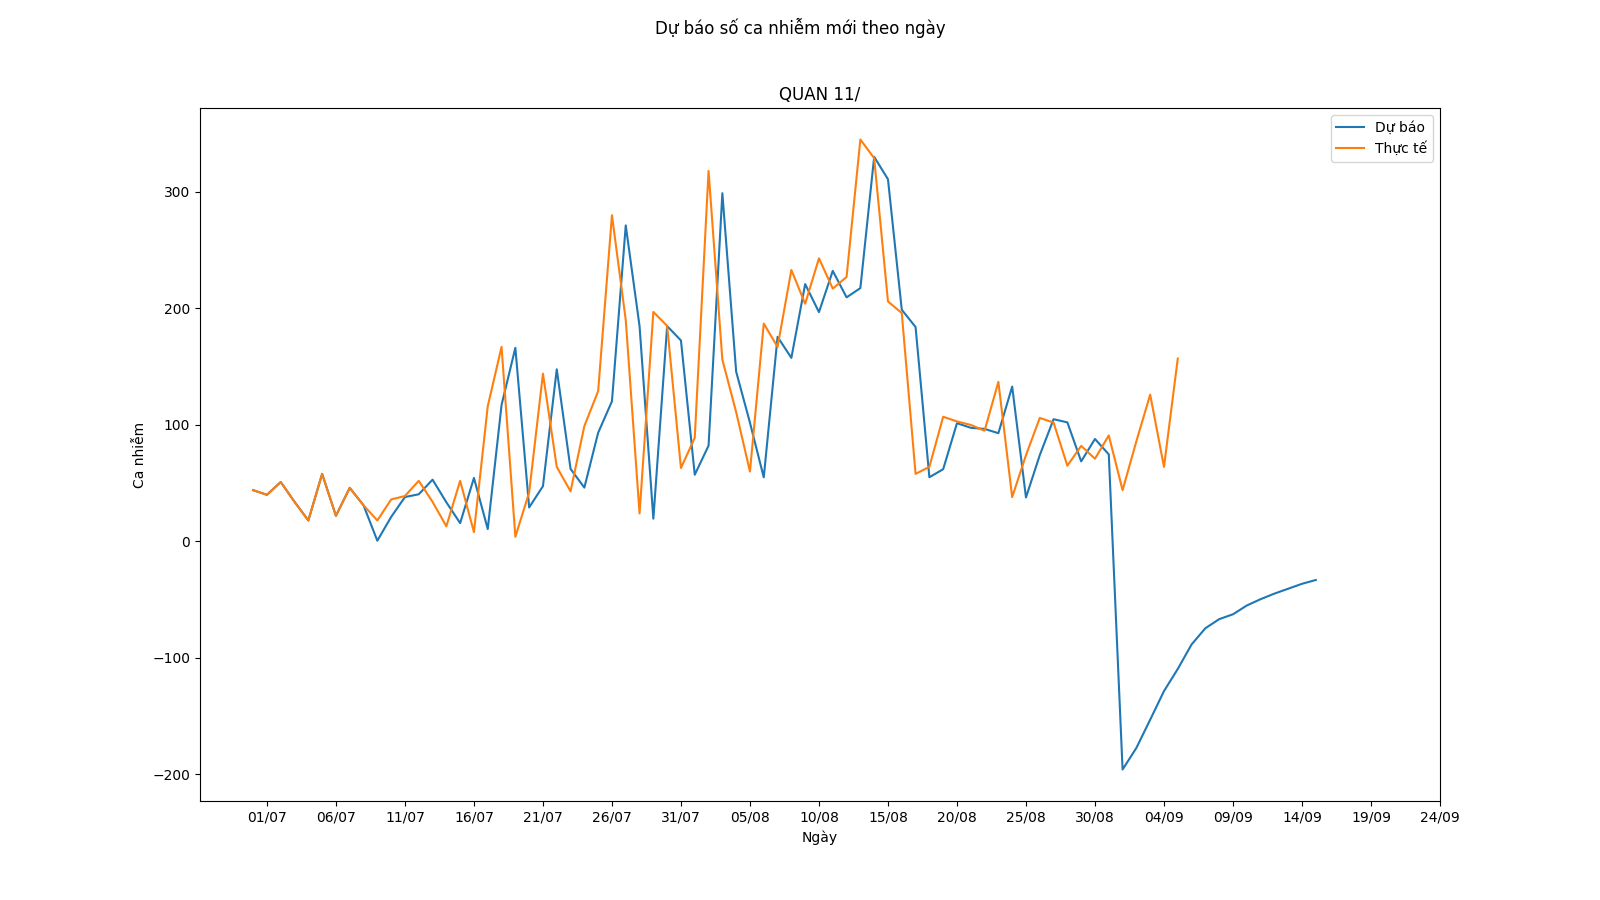 Dự báo số ca nhiễm mới theo ngày
QUAN 11/
Dự báo
Thực tế
300
200
100
0
−100
−200
Ca nhiễm
01/07 06/07 11/07 16/07 21/07 26/07 31/07 05/08 10/08 15/08 20/08 25/08 30/08 04/09 09/09 14/09 19/09 24/09
Ngày